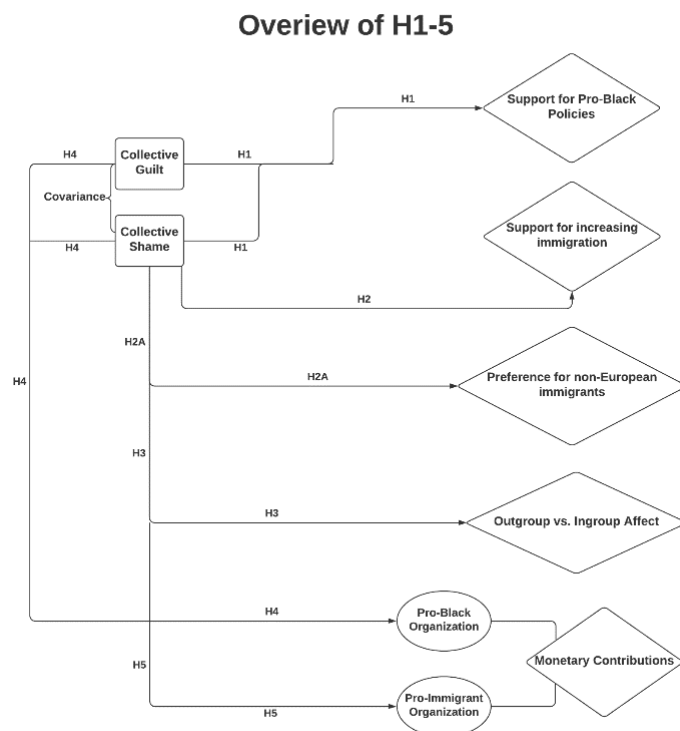 Overiew of H1-5
H1
Support for Pro-Black
Policies
H4
Collective
Guilt
H1
Covariance
Collective
Shame
H4
H1
Support for increasing
immigration
H2
H2A
H4
H2A
Preference for non-European
immigrants
H3
H3
Outgroup vs. Ingroup Affect
H4
Pro-Black
Organization
H5
Monetary Contributions
H5
Pro-Immigrant
Organization